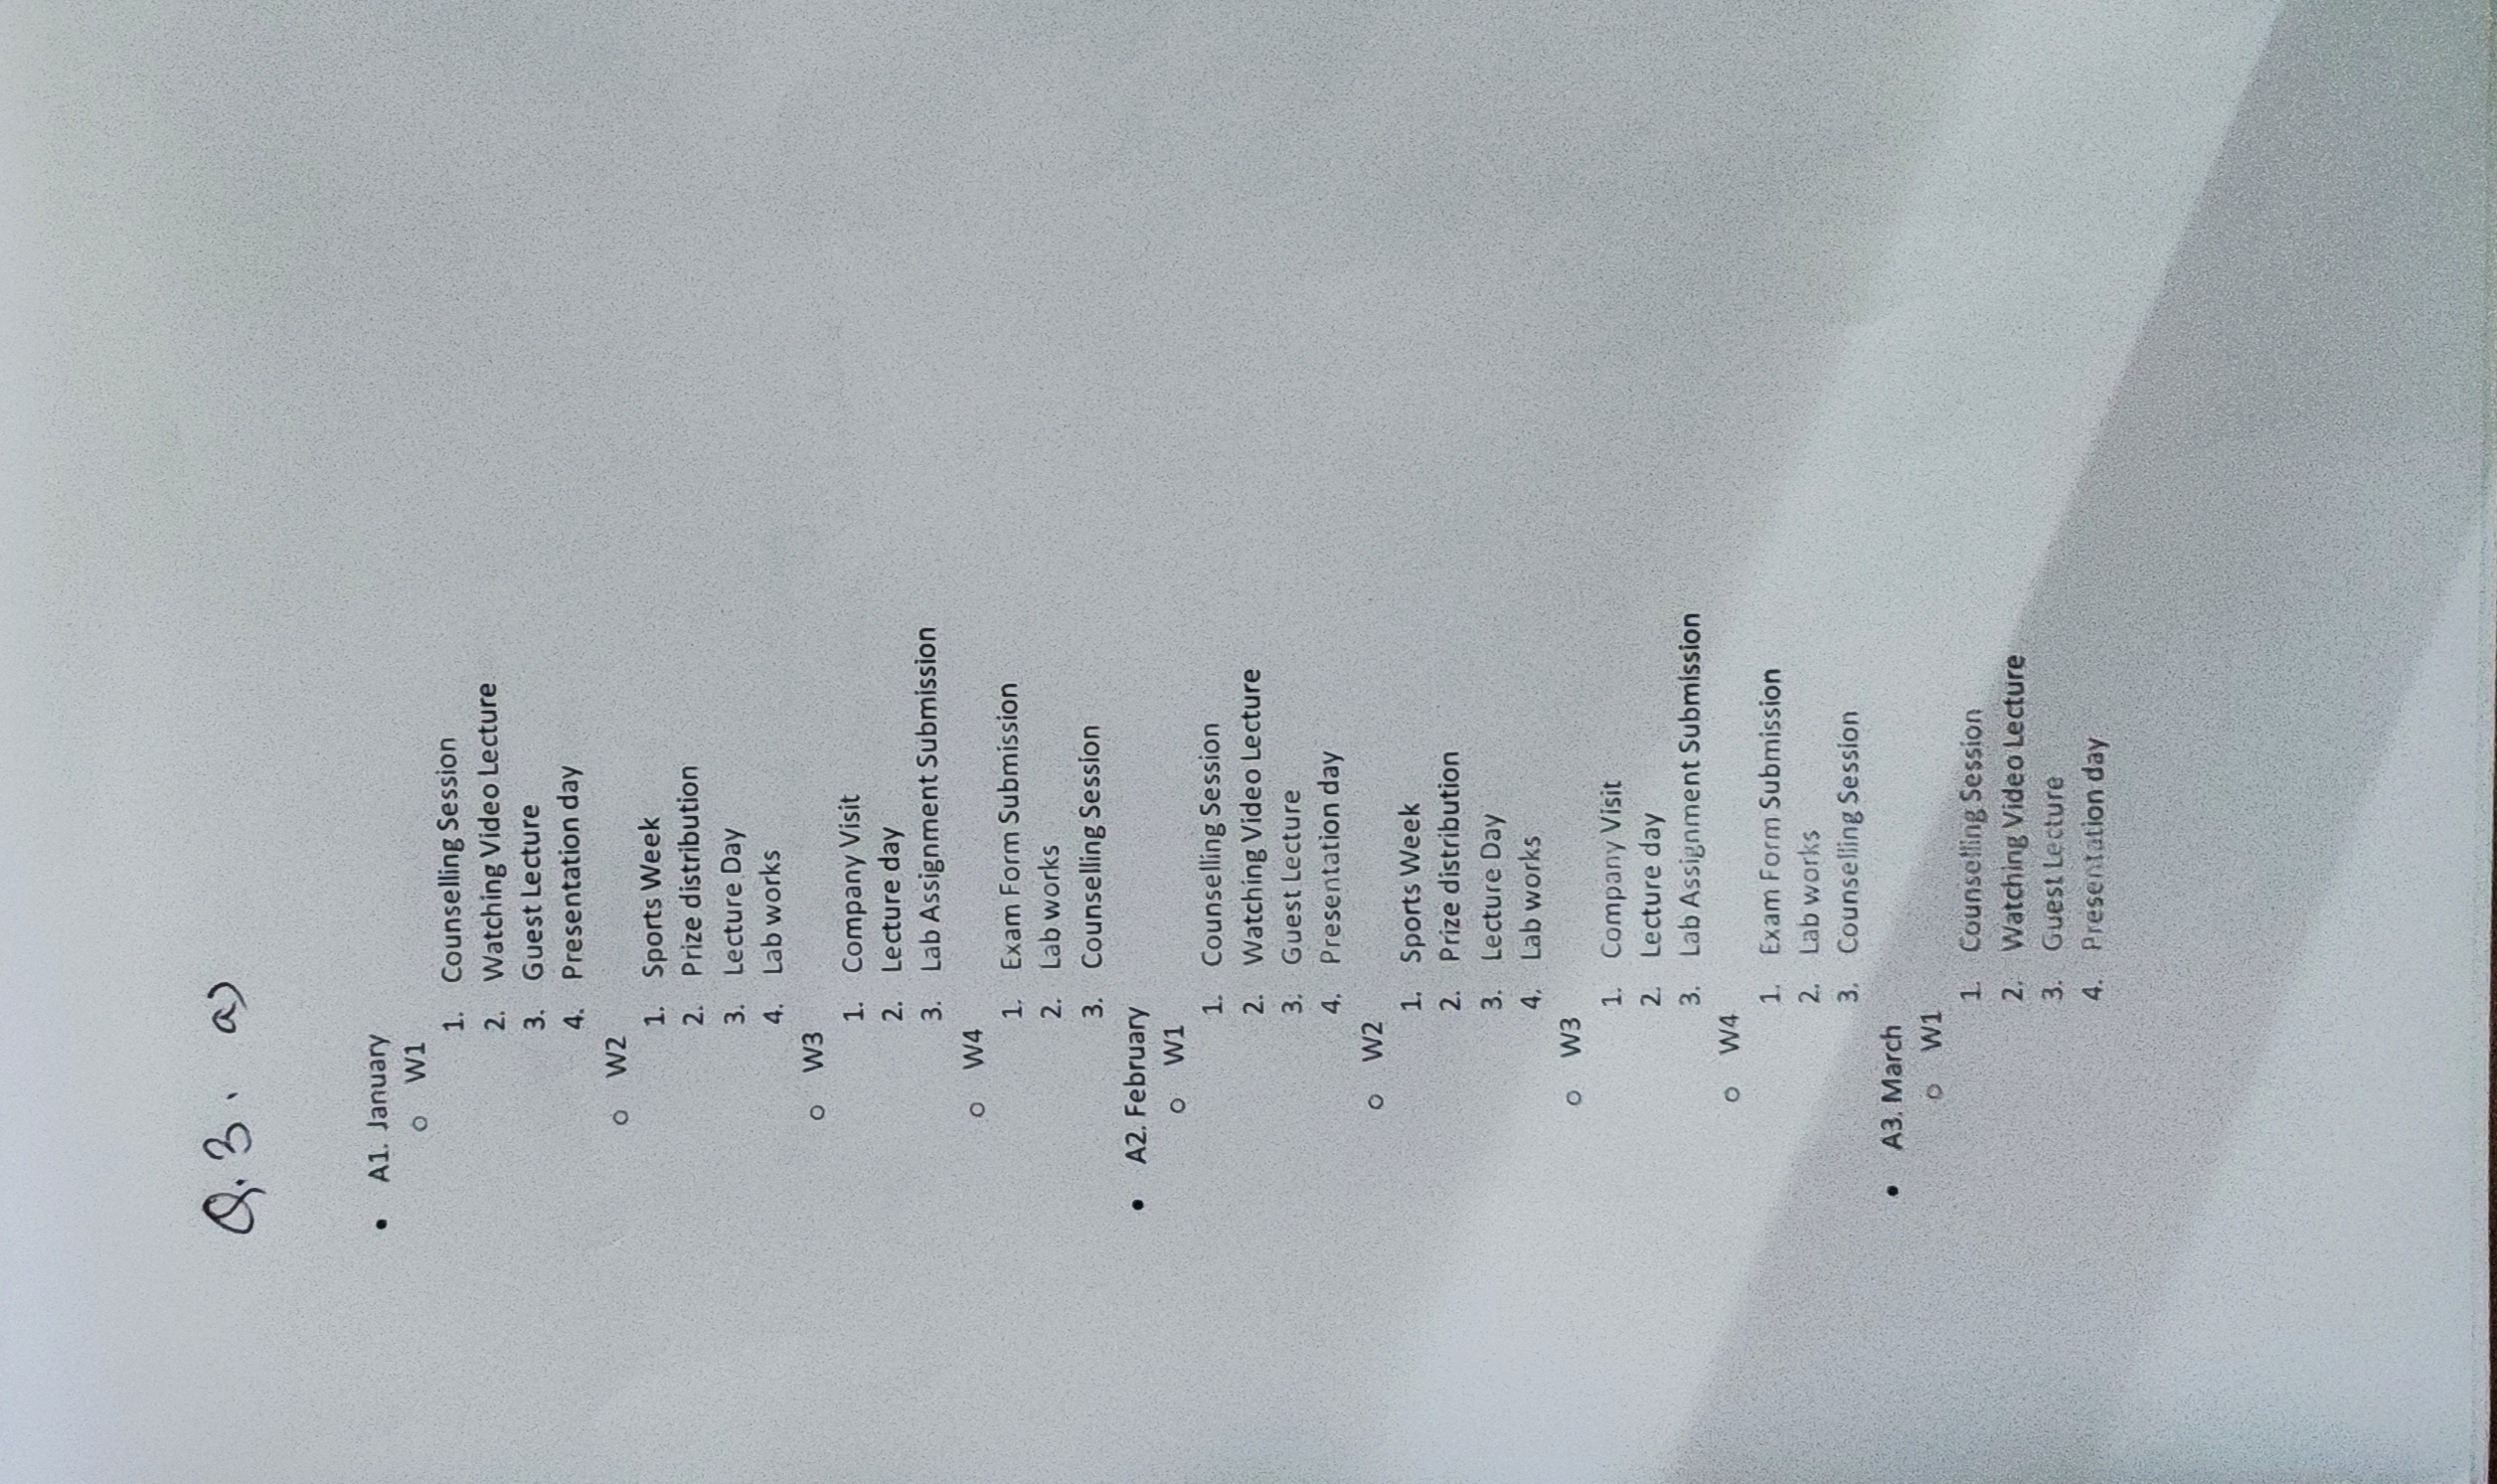 Q.3. a)
• A1. January
o W1
1. Counselling Session
2. Watching Video Lecture
3. Guest Lecture
4. Presentation day
o W2
1. Sports Week
2. Prize distribution
3. Lecture Day
4. Lab works
o W3
1. Company Visit
2. Lecture day
3. Lab Assignment Submission
o W4
1. Exam Form Submission
2. Lab works
3. Counselling Session
• A2. February
o W1
1. Counselling Session
2. Watching Video Lecture
3. Guest Lecture
4. Presentation day
o W2
1. Sports Week
2. Prize distribution
3. Lecture Day
4. Lab works
o W3
1. Company Visit
2. Lecture day
3. Lab Assignment Submission
o W4
1. Exam Form Submission
2. Lab works
3. Counselling Session
• A3. March
o W1
1. Counselling Session
2. Watching Video Lecture
3. Guest Lecture
4. Presentation day